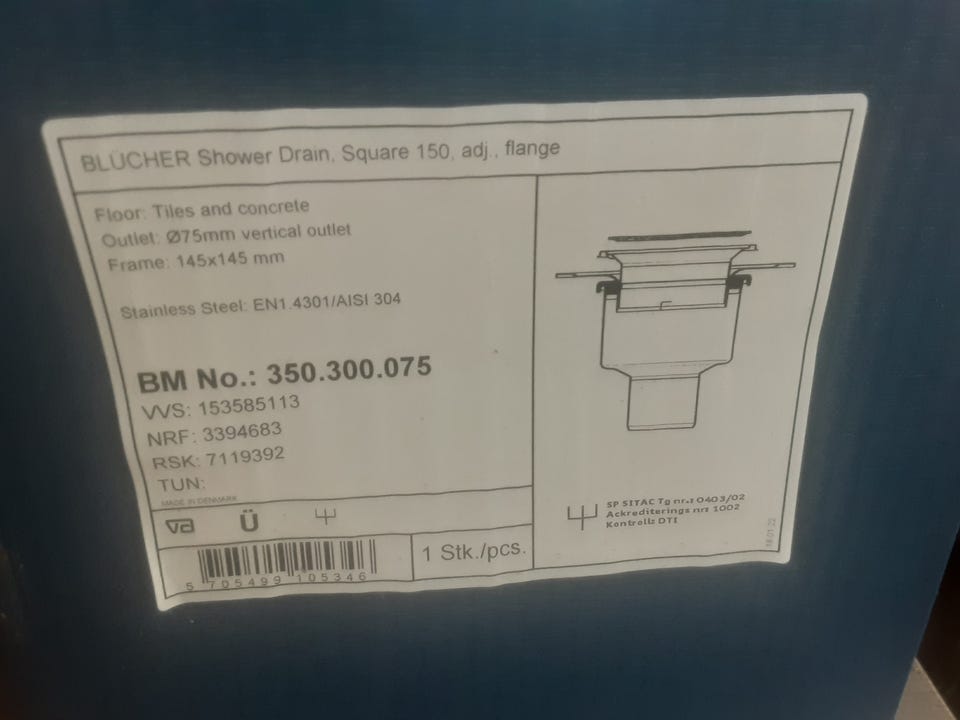 BLÜCHER Shower Drain, Square 150, adj., flange
Floor: Tiles and concrete
Outlet: Ø75mm vertical outlet
Frame: 145x145 mm
Stainless Steel: EN1.4301/AISI 304
BM No.: 350.300.075
VVS: 153585113
NRF: 3394683
RSK: 7119392
TUN:
MADE IN DENMARK
va Ü
5 705499 105346
1 Stk./pcs.
SP SITAC Tg nr.: 0403/02
Ackrediterings nr: 1002
Kontroll: DTI